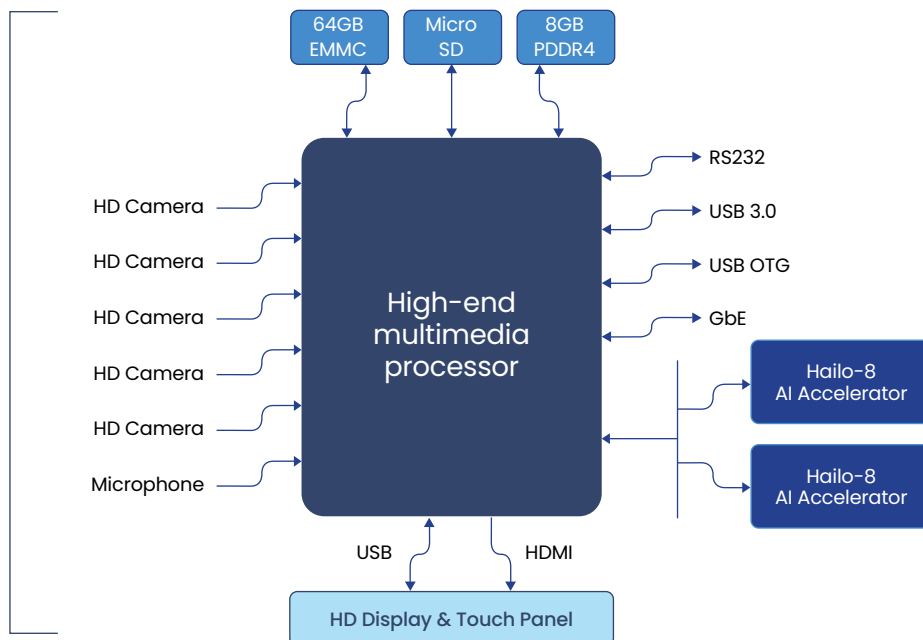 64GB
EMMC
Micro
SD
8GB
PDDR4
HD Camera
HD Camera
HD Camera
HD Camera
HD Camera
Microphone
High-end
multimedia
processor
RS232
USB 3.0
USB OTG
GbE
Hailo-8
AI Accelerator
Hailo-8
AI Accelerator
USB
HDMI
HD Display & Touch Panel